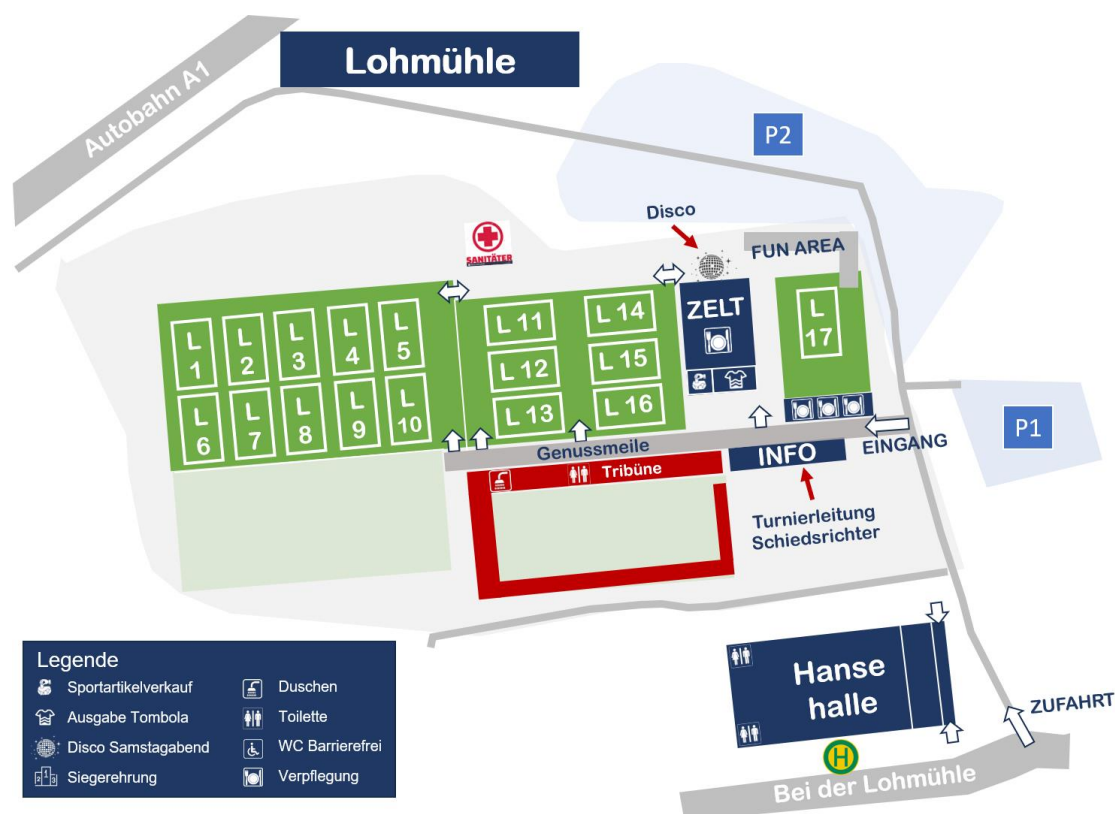 Lohmühle
Autobahn A1
P2
Disco
SANITÄTER
FUN AREA
ZELT
L 1
L 2
L 3
L 4
L 5
L 6
L 7
L 8
L 9
L 10
L 11
L 12
L 13
L 14
L 15
L 16
L
17
P1
Genussmeile
EINGANG
INFO
Tribüne
Turnierleitung
Schiedsrichter
Hanse
halle
ZUFAHRT
H
Bei der Lohmühle
Legende
Sportartikelverkauf
Ausgabe Tombola
Disco Samstagabend
Siegerehrung
Duschen
Toilette
WC Barrierefrei
Verpflegung